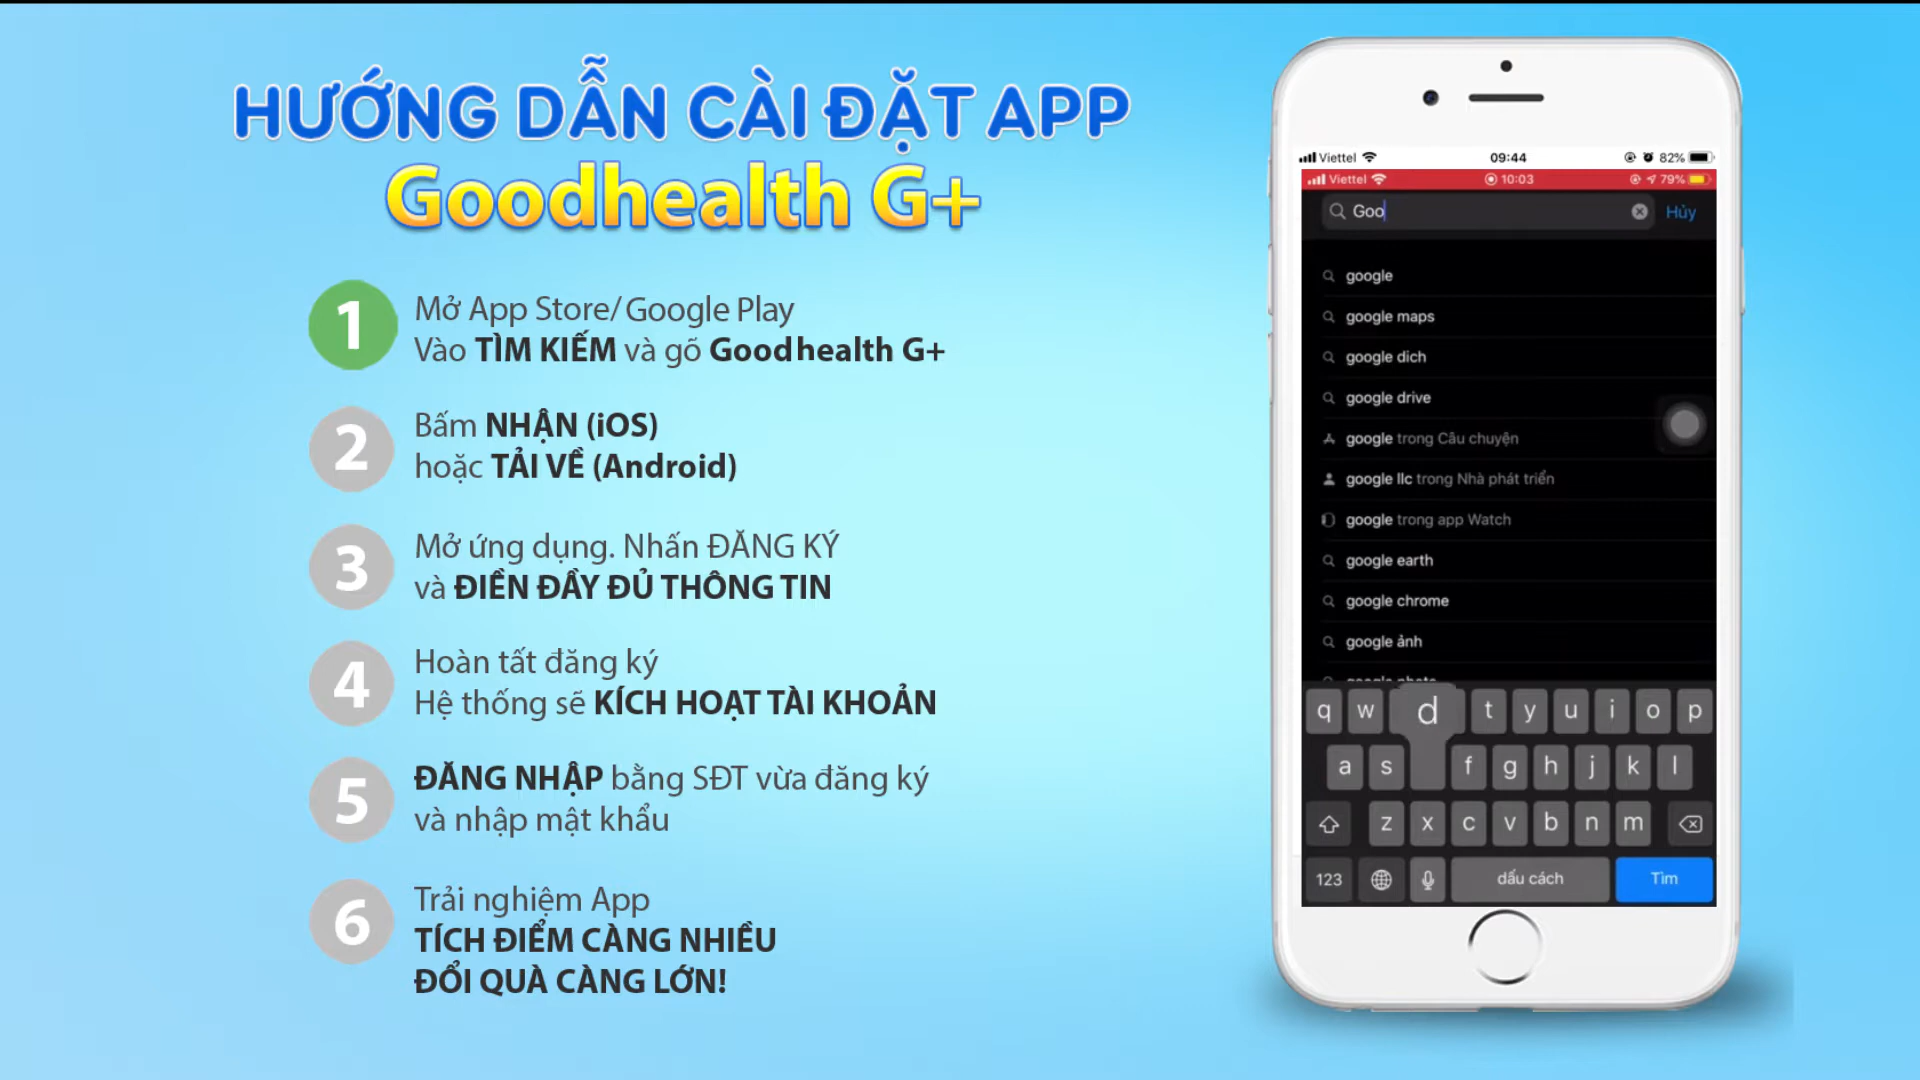 HƯỚNG DẪN CÀI ĐẶT APP
Goodhealth G+
1
Mở App Store/Google Play
Vào TÌM KIẾM và gõ Goodhealth G+
2
Bấm NHẬN (iOS)
hoặc TẢI VỀ (Android)
3
Mở ứng dụng. Nhấn ĐĂNG KÝ
và ĐIỀN ĐẦY ĐỦ THÔNG TIN
4
Hoàn tất đăng ký
Hệ thống sẽ KÍCH HOẠT TÀI KHOẢN
5
ĐĂNG NHẬP bằng SĐT vừa đăng ký
và nhập mật khẩu
6
Trải nghiệm App
TÍCH ĐIỂM CÀNG NHIỀU
ĐỔI QUÀ CÀNG LỚN!
Viettel 09:44 82%
Viettel 10:03 79%
Goo Hủy
google
google maps
google dich
google drive
google trong Câu chuyện
google llc trong Nhà phát triển
google trong app Watch
google earth
google chrome
google ảnh
q w d t y u i o p
a s f g h j k l
z x c v b n m
123 dấu cách Tìm